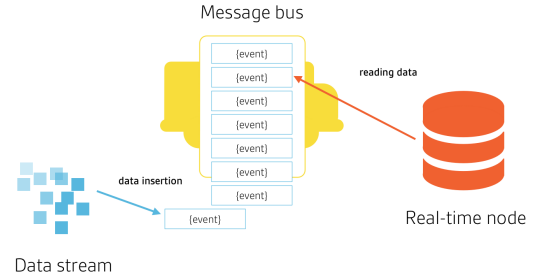 Message bus
{event}
{event}
reading data
{event}
{event}
{event}
{event}
data insertion
{event}
{event}
Real-time node
Data stream